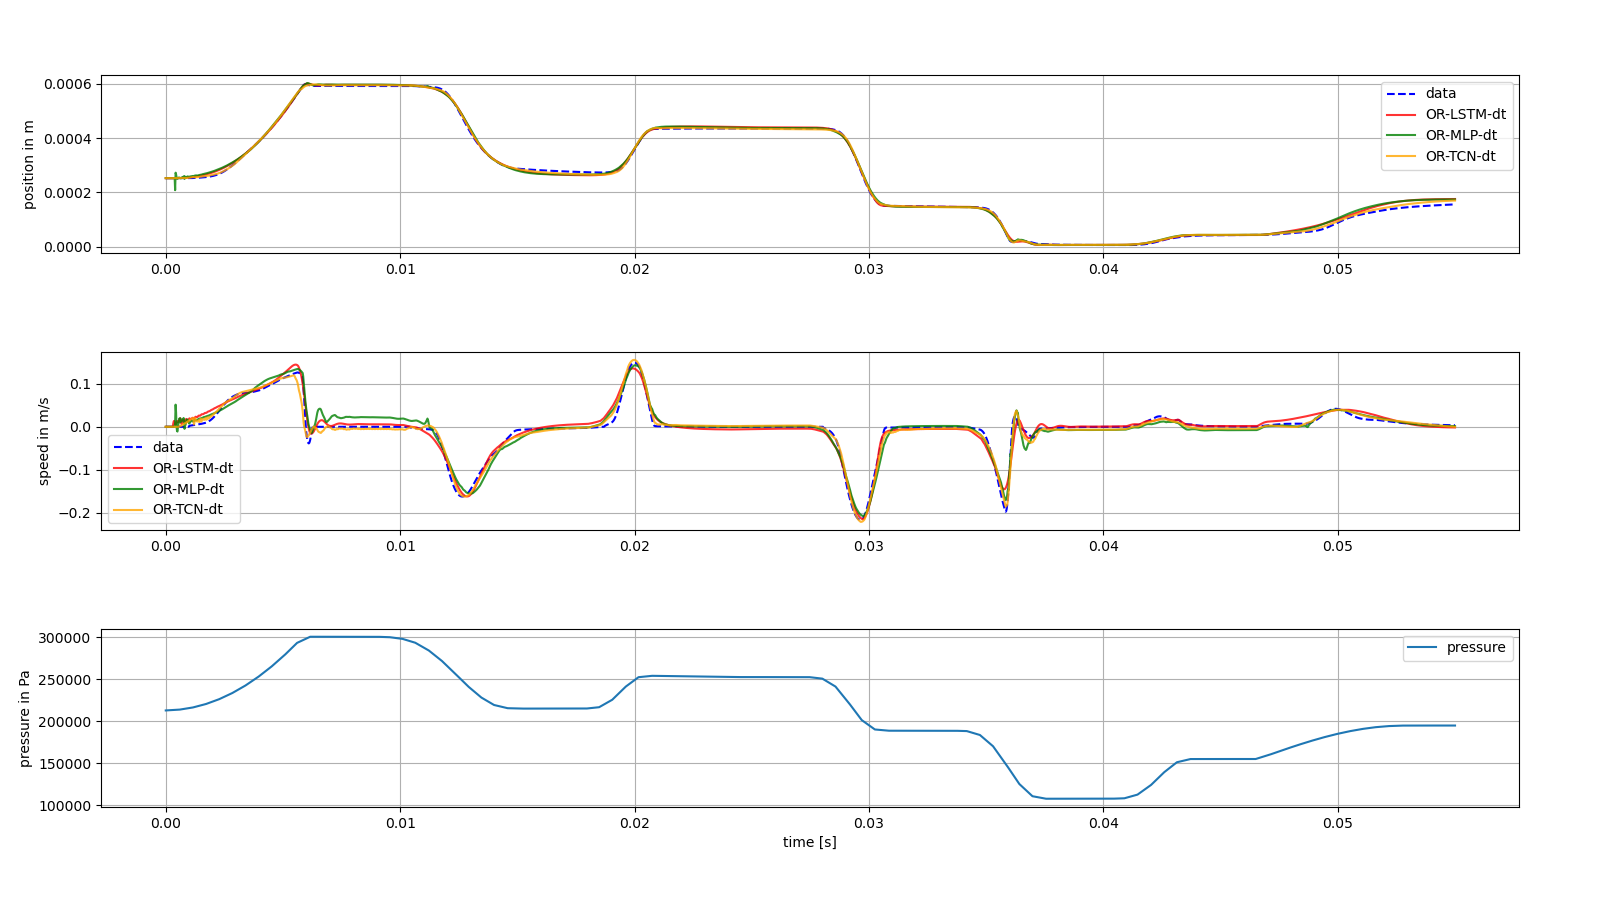 position in m
0.0006
0.0004
0.0002
0.0000
data
OR-LSTM-dt
OR-MLP-dt
OR-TCN-dt
0.00 0.01 0.02 0.03 0.04 0.05
speed in m/s
0.1
0.0
−0.1
−0.2
data
OR-LSTM-dt
OR-MLP-dt
OR-TCN-dt
0.00 0.01 0.02 0.03 0.04 0.05
pressure in Pa
300000
250000
200000
150000
100000
pressure
0.00 0.01 0.02 0.03 0.04 0.05
time [s]